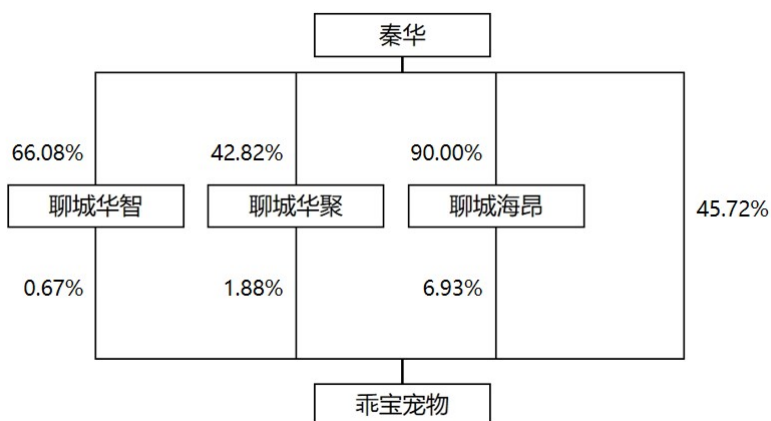 秦华
66.08%
42.82%
90.00%
聊城华智
聊城华聚
聊城海昂
45.72%
0.67%
1.88%
6.93%
乖宝宠物